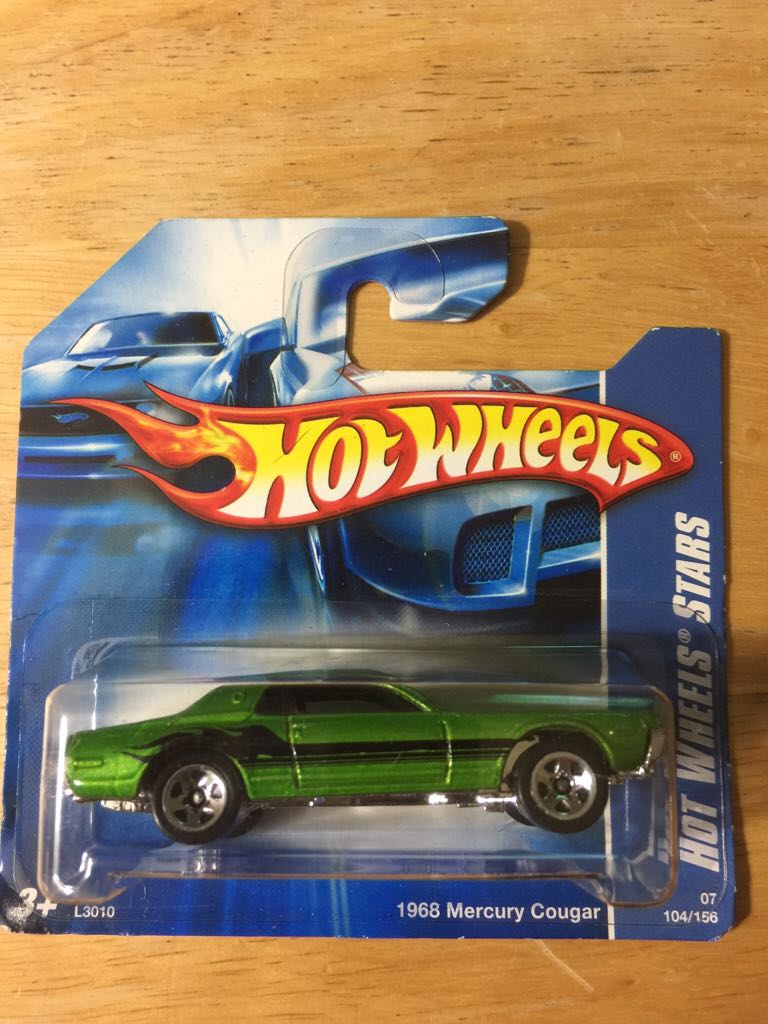 HOT WHEELS®
HOT WHEELS® STARS
3+
L3010
1968 Mercury Cougar
07
104/156